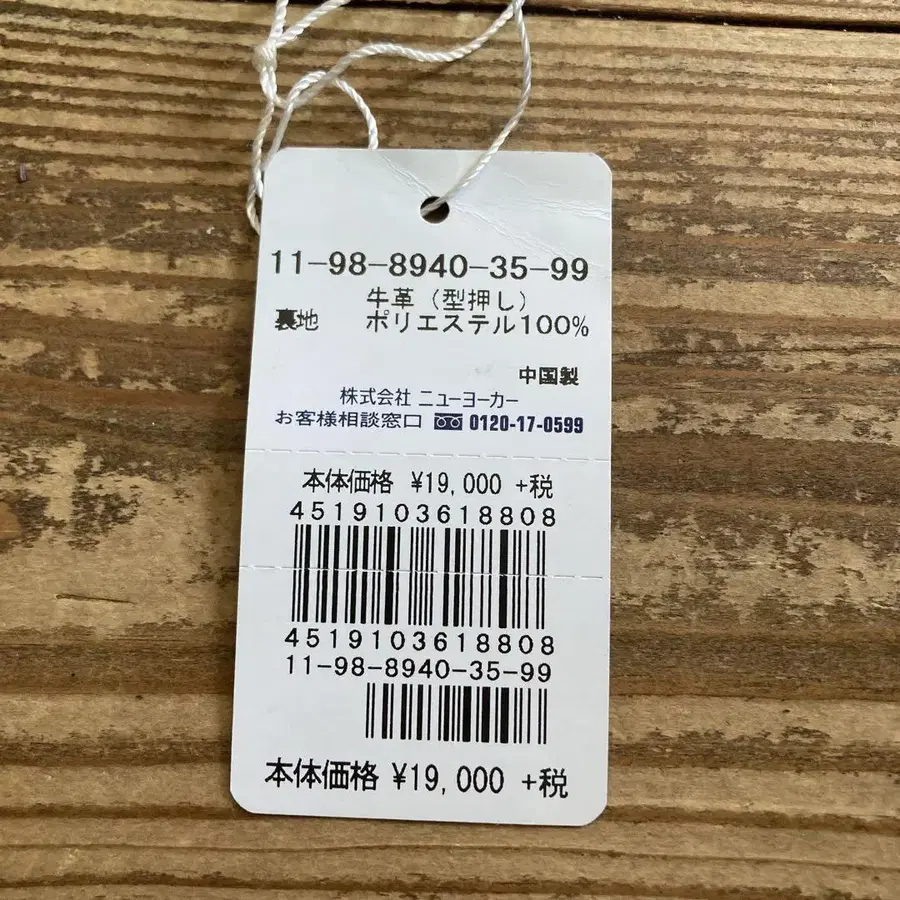 11-98-8940-35-99
牛革（型押し）
裏地 ポリエステル100%
中国製
株式会社 ニューヨーカー
お客様相談窓口 0120-17-0599
本体価格 ¥19,000 +税
4519103618808
4519103618808
11-98-8940-35-99
本体価格 ¥19,000 +税